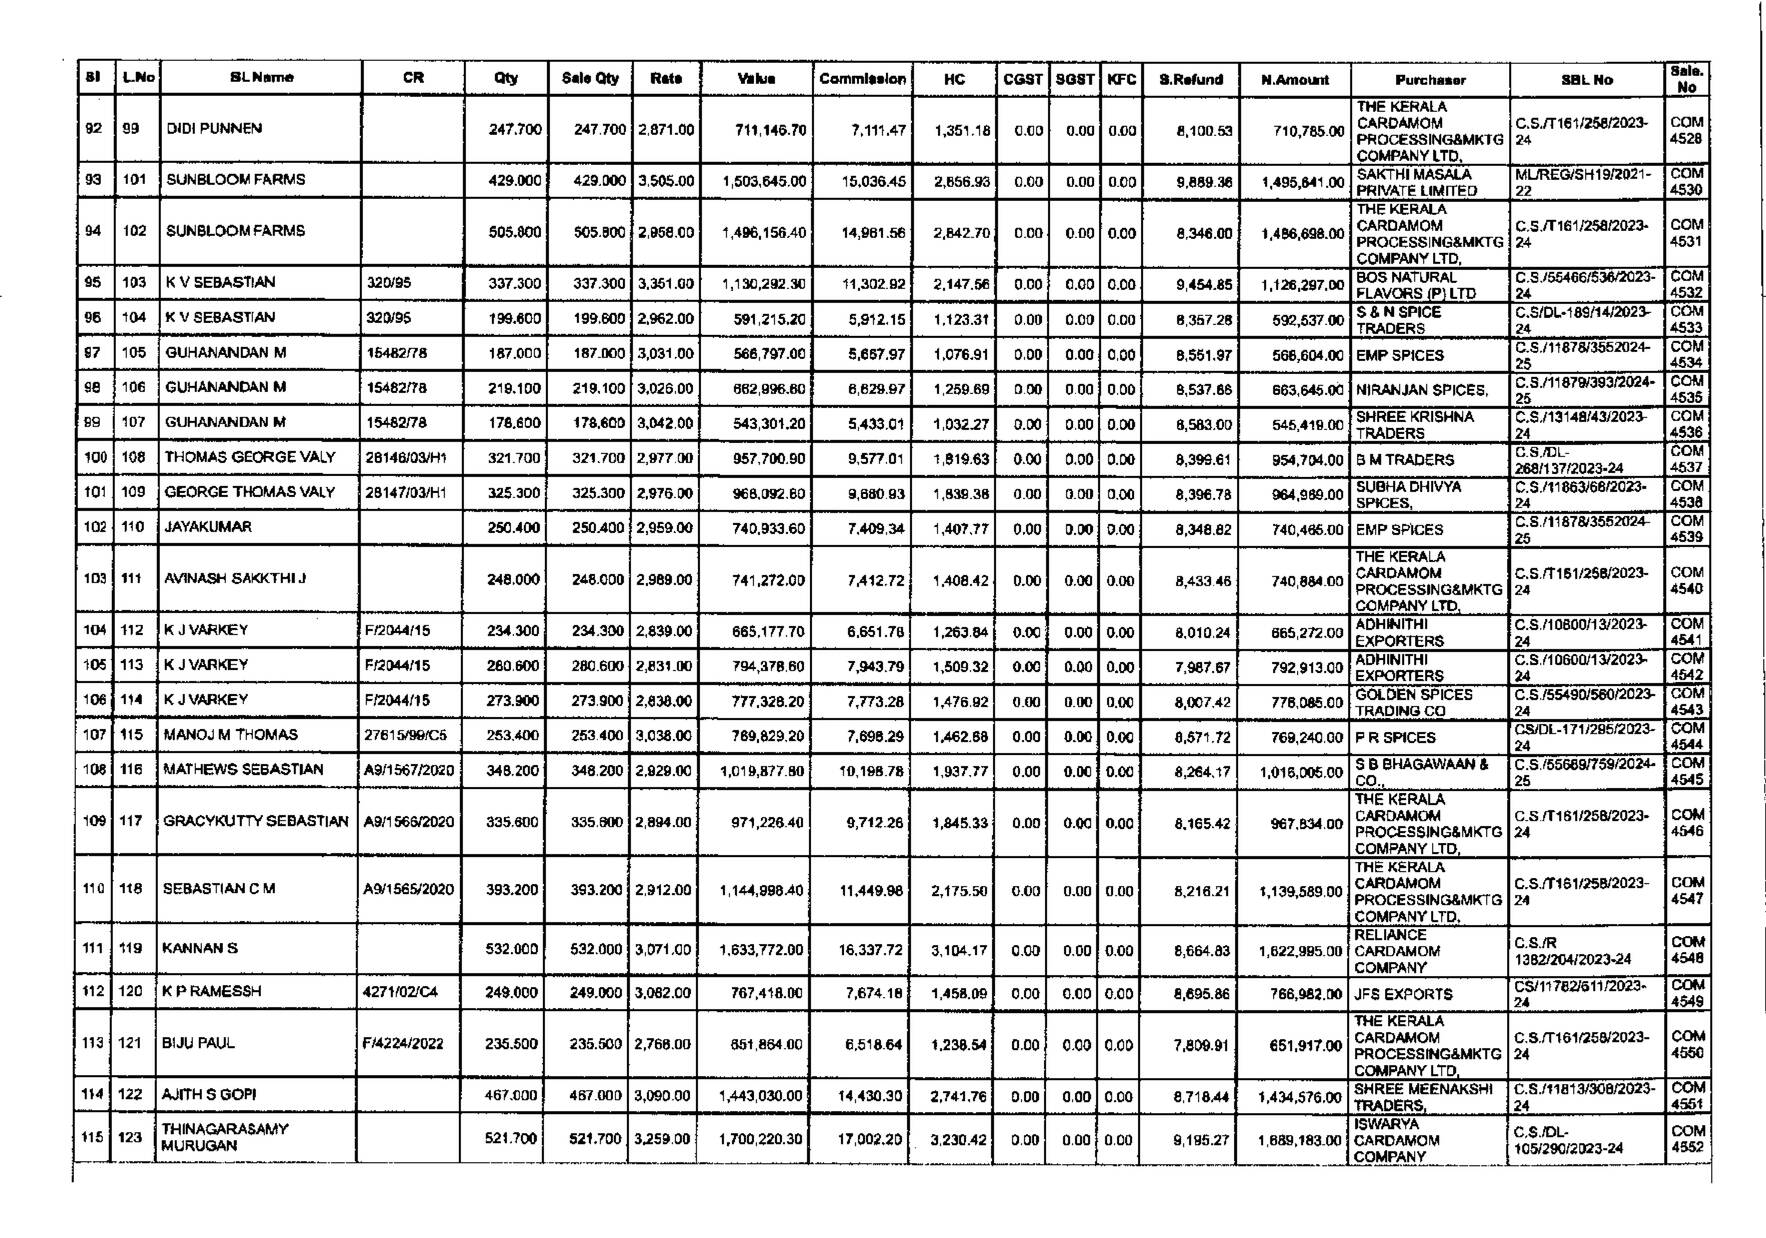 Sl L.No SL Name CR Qty Sale Qty Rate Value Commission HC CGST SGST KFC S.Refund N.Amount Purchaser SBL No Sale. No
92 99 DIDI PUNNEN 247.700 247.700 2,871.00 711,146.70 7,111.47 1,351.18 0.00 0.00 0.00 8,100.53 710,785.00 THE KERALA CARDAMOM PROCESSING&MKTG COMPANY LTD, C.S./T161/258/2023-24 COM 4528
93 101 SUNBLOOM FARMS 429.000 429.000 3,505.00 1,503,645.00 15,036.45 2,856.93 0.00 0.00 0.00 9,889.36 1,495,641.00 SAKTHI MASALA PRIVATE LIMITED ML/REG/SH19/2021-22 COM 4530
94 102 SUNBLOOM FARMS 505.800 505.800 2,958.00 1,496,156.40 14,961.56 2,842.70 0.00 0.00 0.00 8,346.00 1,486,698.00 THE KERALA CARDAMOM PROCESSING&MKTG COMPANY LTD, C.S./T161/258/2023-24 COM 4531
95 103 K V SEBASTIAN 320/95 337.300 337.300 3,351.00 1,130,292.30 11,302.92 2,147.56 0.00 0.00 0.00 9,454.85 1,126,297.00 BOS NATURAL FLAVORS (P) LTD C.S./55466/536/2023-24 COM 4532
96 104 K V SEBASTIAN 320/95 199.600 199.600 2,962.00 591,215.20 5,912.15 1,123.31 0.00 0.00 0.00 8,357.28 592,537.00 S & N SPICE TRADERS C.S/DL-189/14/2023-24 COM 4533
97 105 GUHANANDAN M 15482/78 187.000 187.000 3,031.00 566,797.00 5,667.97 1,076.91 0.00 0.00 0.00 8,551.97 568,604.00 EMP SPICES C.S./11878/3552024-25 COM 4534
98 106 GUHANANDAN M 15482/78 219.100 219.100 3,026.00 662,996.60 6,629.97 1,259.69 0.00 0.00 0.00 8,537.66 663,645.00 NIRANJAN SPICES, C.S./11879/393/2024-25 COM 4535
99 107 GUHANANDAN M 15482/78 178.600 178.600 3,042.00 543,301.20 5,433.01 1,032.27 0.00 0.00 0.00 8,583.00 545,419.00 SHREE KRISHNA TRADERS C.S./13148/43/2023-24 COM 4536
100 108 THOMAS GEORGE VALY 28146/03/H1 321.700 321.700 2,977.00 957,700.90 9,577.01 1,819.63 0.00 0.00 0.00 8,399.61 954,704.00 B M TRADERS C.S./DL-268/137/2023-24 COM 4537
101 109 GEORGE THOMAS VALY 28147/03/H1 325.300 325.300 2,976.00 968,092.80 9,680.93 1,839.38 0.00 0.00 0.00 8,396.78 964,969.00 SUBHA DHIVYA SPICES, C.S./11863/68/2023-24 COM 4538
102 110 JAYAKUMAR 250.400 250.400 2,959.00 740,933.60 7,409.34 1,407.77 0.00 0.00 0.00 8,348.82 740,465.00 EMP SPICES C.S./11878/3552024-25 COM 4539
103 111 AVINASH SAKKTHI J 248.000 248.000 2,989.00 741,272.00 7,412.72 1,408.42 0.00 0.00 0.00 8,433.46 740,884.00 THE KERALA CARDAMOM PROCESSING&MKTG COMPANY LTD, C.S./T161/258/2023-24 COM 4540
104 112 K J VARKEY F/2044/15 234.300 234.300 2,839.00 665,177.70 6,651.78 1,263.84 0.00 0.00 0.00 8,010.24 665,272.00 ADHINITHI EXPORTERS C.S./10600/13/2023-24 COM 4541
105 113 K J VARKEY F/2044/15 280.600 280.600 2,831.00 794,378.60 7,943.79 1,509.32 0.00 0.00 0.00 7,987.67 792,913.00 ADHINITHI EXPORTERS C.S./10600/13/2023-24 COM 4542
106 114 K J VARKEY F/2044/15 273.900 273.900 2,838.00 777,328.20 7,773.28 1,476.92 0.00 0.00 0.00 8,007.42 776,085.00 GOLDEN SPICES TRADING CO C.S./55490/560/2023-24 COM 4543
107 115 MANOJ M THOMAS 27615/99/C5 253.400 253.400 3,038.00 769,829.20 7,698.29 1,462.68 0.00 0.00 0.00 8,571.72 769,240.00 P R SPICES CS/DL-171/295/2023-24 COM 4544
108 116 MATHEWS SEBASTIAN A9/1567/2020 348.200 348.200 2,929.00 1,019,877.80 10,198.78 1,937.77 0.00 0.00 0.00 8,264.17 1,016,005.00 S B BHAGAWAAN & CO., C.S./55689/759/2024-25 COM 4545
109 117 GRACYKUTTY SEBASTIAN A9/1566/2020 335.600 335.600 2,894.00 971,226.40 9,712.26 1,845.33 0.00 0.00 0.00 8,165.42 967,834.00 THE KERALA CARDAMOM PROCESSING&MKTG COMPANY LTD, C.S./T161/258/2023-24 COM 4546
110 118 SEBASTIAN C M A9/1565/2020 393.200 393.200 2,912.00 1,144,998.40 11,449.98 2,175.50 0.00 0.00 0.00 8,216.21 1,139,589.00 THE KERALA CARDAMOM PROCESSING&MKTG COMPANY LTD, C.S./T161/258/2023-24 COM 4547
111 119 KANNAN S 532.000 532.000 3,071.00 1,633,772.00 16,337.72 3,104.17 0.00 0.00 0.00 8,664.83 1,622,995.00 RELIANCE CARDAMOM COMPANY C.S./R 1382/204/2023-24 COM 4548
112 120 K P RAMESSH 4271/02/C4 249.000 249.000 3,082.00 767,418.00 7,674.18 1,458.09 0.00 0.00 0.00 8,695.86 766,982.00 JFS EXPORTS CS/11782/611/2023-24 COM 4549
113 121 BIJU PAUL F/4224/2022 235.500 235.500 2,768.00 651,864.00 6,518.64 1,238.54 0.00 0.00 0.00 7,809.91 651,917.00 THE KERALA CARDAMOM PROCESSING&MKTG COMPANY LTD, C.S./T161/258/2023-24 COM 4550
114 122 AJITH S GOPI 467.000 467.000 3,090.00 1,443,030.00 14,430.30 2,741.76 0.00 0.00 0.00 8,718.44 1,434,576.00 SHREE MEENAKSHI TRADERS, C.S./11813/308/2023-24 COM 4551
115 123 THINAGARASAMY MURUGAN 521.700 521.700 3,259.00 1,700,220.30 17,002.20 3,230.42 0.00 0.00 0.00 9,195.27 1,689,183.00 ISWARYA CARDAMOM COMPANY C.S./DL-105/290/2023-24 COM 4552